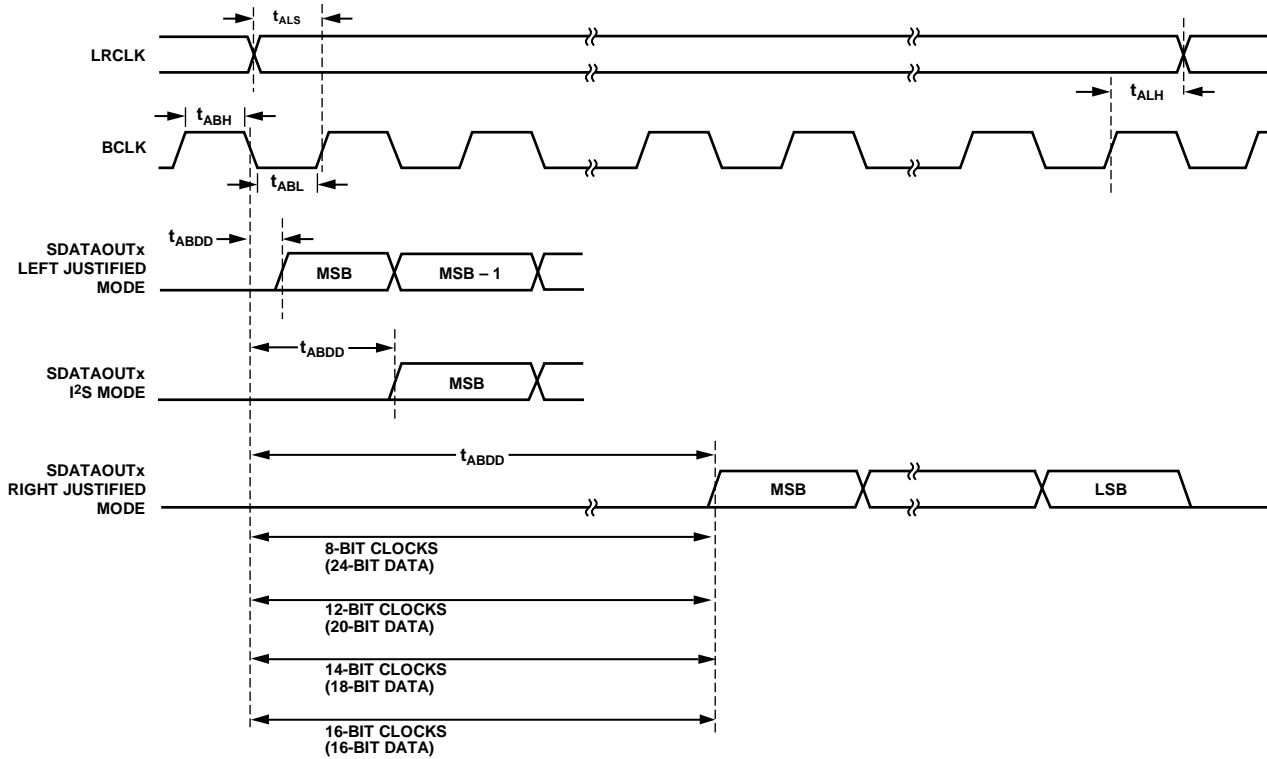 tALS
LRCLK
tALH
tABH
BCLK
tABL
tABDD
SDATAOUTx
LEFT JUSTIFIED
MODE
MSB
MSB – 1
tABDD
SDATAOUTx
I2S MODE
MSB
tABDD
SDATAOUTx
RIGHT JUSTIFIED
MODE
MSB
LSB
8-BIT CLOCKS
(24-BIT DATA)
12-BIT CLOCKS
(20-BIT DATA)
14-BIT CLOCKS
(18-BIT DATA)
16-BIT CLOCKS
(16-BIT DATA)